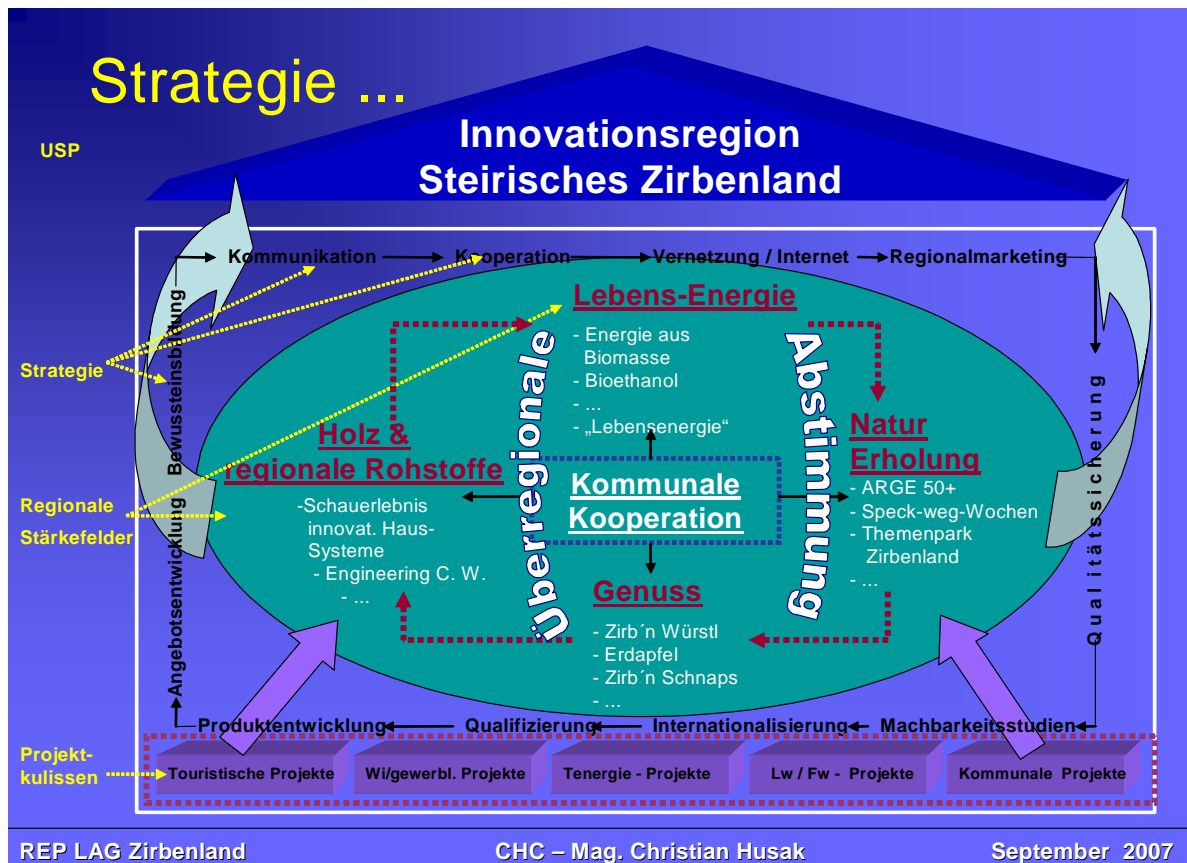 Strategie ...
USP
Innovationsregion
Steirisches Zirbenland
Kommunikation
Kooperation
Vernetzung / Internet
Regionalmarketing
Angebotsentwicklung
Bewussteinsbildung
Qualitätssicherung
Strategie
Regionale
Stärkefelder
Lebens-Energie
- Energie aus
Biomasse
- Bioethanol
- ...
- „Lebensenergie“
Überregionale
Abstimmung
Holz &
regionale Rohstoffe
-Schauerlebnis
innovat. Haus-
Systeme
- Engineering C. W.
- ...
Kommunale
Kooperation
Natur
Erholung
- ARGE 50+
- Speck-weg-Wochen
- Themenpark
Zirbenland
- ...
Genuss
- Zirb´n Würstl
- Erdapfel
- Zirb´n Schnaps
- ...
Produktentwicklung
Qualifizierung
Internationalisierung
Machbarkeitsstudien
Projekt-
kulissen
Touristische Projekte
Wi/gewerbl. Projekte
Tenergie - Projekte
Lw / Fw - Projekte
Kommunale Projekte
REP LAG Zirbenland
CHC – Mag. Christian Husak
September 2007